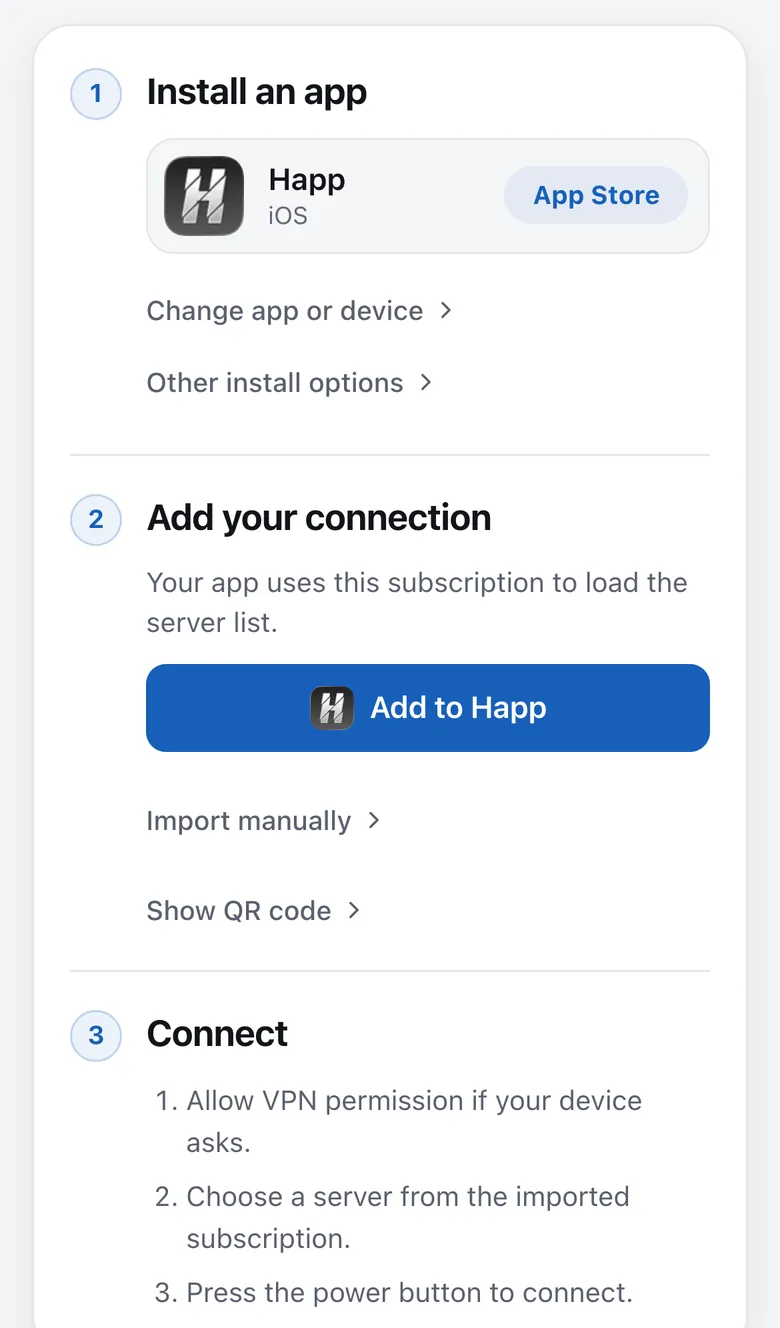 1
Install an app
Happ
iOS
App Store
Change app or device
Other install options
2
Add your connection
Your app uses this subscription to load the
server list.
Add to Happ
Import manually
Show QR code
3
Connect
1. Allow VPN permission if your device
asks.
2. Choose a server from the imported
subscription.
3. Press the power button to connect.